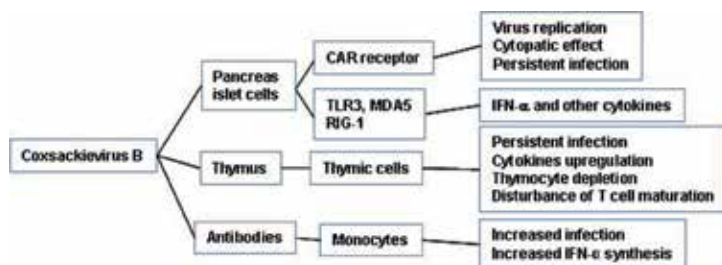 Coxsackievirus B
Pancreas
islet cells
CAR receptor
Virus replication
Cytopatic effect
Persistent infection
TLR3, MDA5
RIG-1
IFN-α and other cytokines
Thymus
Thymic cells
Persistent infection
Cytokines upregulation
Thymocyte depletion
Disturbance of T cell maturation
Antibodies
Monocytes
Increased infection
Increased IFN-α synthesis